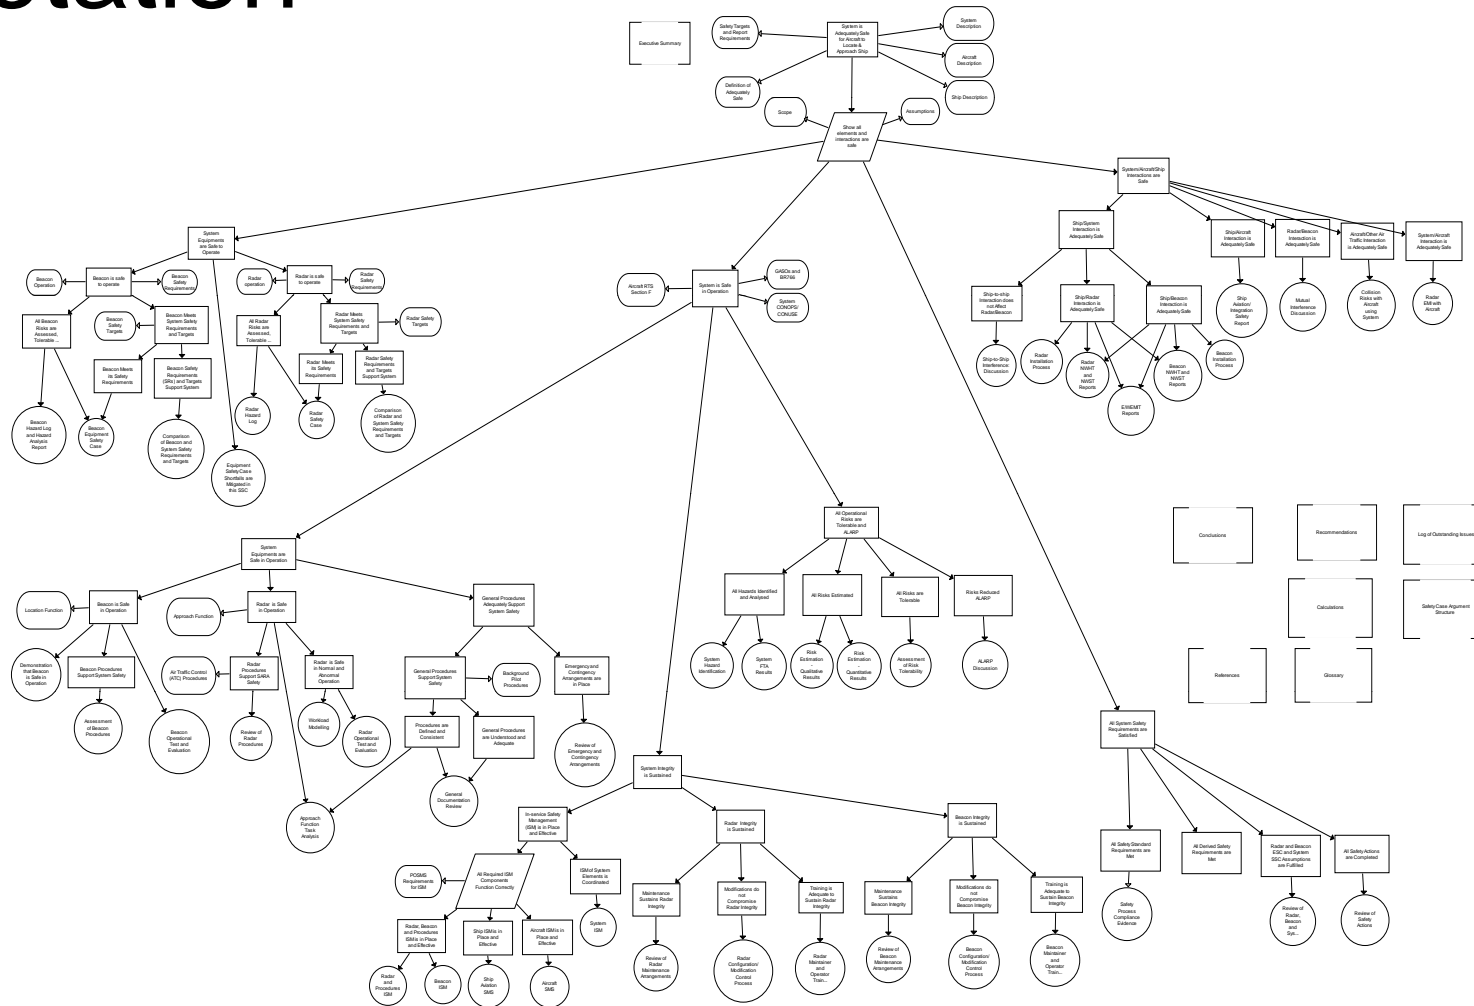 Executive Summary
Safety Targets
and Report
Requirements
System is
Adequately Safe
for Aircraft to
Locate &
Approach Ship
System
Description
Aircraft
Description
Ship Description
Definition of
Adequately
Safe
Scope
Assumptions
Show all
elements and
interactions are
safe
System/Aircraft/Ship
Interactions are
Safe
System
Equipments
are Safe to
Operate
Beacon
Operation
Beacon is safe
to operate
Beacon
Safety
Requirements
Radar
operation
Radar is safe
to operate
Radar
Safety
Requirements
All Beacon
Risks are
Assessed,
Tolerable ...
Beacon
Safety
Targets
Beacon Meets
System Safety
Requirements
and Targets
All Radar
Risks are
Assessed,
Tolerable ...
Radar Meets
System Safety
Requirements and
Targets
Radar Safety
Targets
Beacon Meets
its Safety
Requirements
Beacon Safety
Requirements
(SRs) and Targets
Support System
Radar Meets
its Safety
Requirements
Radar Safety
Requirements
and Targets
Support System
Beacon
Hazard Log
and Hazard
Analysis
Report
Beacon
Equipment
Safety
Case
Comparison
of Beacon and
System Safety
Requirements
and Targets
Equipment
Safety Case
Shortfalls are
Mitigated in
this SSC
Radar
Hazard
Log
Radar
Safety
Case
Comparison
of Radar and
System Safety
Requirements
and Targets
Aircraft RTS
Section F
System is Safe
in Operation
GASOs and
BR766
System
CONOPS/
CONUSE
Ship/System
Interaction is
Adequately Safe
Ship/Aircraft
Interaction is
Adequately Safe
Radar/Beacon
Interaction is
Adequately Safe
Aircraft/Other Air
Traffic Interaction
is Adequately Safe
System/Aircraft
Interaction is
Adequately Safe
Ship-to-ship
Interaction does
not Affect
Radar/Beacon
Ship/Radar
Interaction is
Adequately Safe
Ship/Beacon
Interaction is
Adequately Safe
Ship
Aviation/
Integration
Safety
Report
Mutual
Interference
Discussion
Collision
Risks with
Aircraft
using
System
Radar
EMI with
Aircraft
Ship-to-Ship
Interference:
Discussion
Radar
Installation
Process
Radar
NWHT
and
NWST
Reports
Beacon
NWHT and
NWST
Reports
Beacon
Installation
Process
E/WEMIT
Reports
All Operational
Risks are
Tolerable and
ALARP
All Hazards Identified
and Analysed
All Risks Estimated
All Risks are
Tolerable
Risks Reduced
ALARP
System
Hazard
Identification
System
FTA
Results
Risk
Estimation
-
Qualitative
Results
Risk
Estimation
-
Quantitative
Results
Assessment
of Risk
Tolerability
ALARP
Discussion
Conclusions
Recommendations
Log of Outstanding Issues
Calculations
Safety Case Argument
Structure
References
Glossary
System
Equipments are
Safe in Operation
Location Function
Beacon is Safe
in Operation
Approach Function
Radar is Safe
in Operation
General Procedures
Adequately Support
System Safety
Demonstration
that Beacon
is Safe in
Operation
Beacon Procedures
Support System Safety
Air Traffic Control
(ATC) Procedures
Radar
Procedures
Support SARA
Safety
Radar is Safe
in Normal and
Abnormal
Operation
General Procedures
Support System
Safety
Background
Pilot
Procedures
Emergency and
Contingency
Arrangements are
in Place
Assessment
of Beacon
Procedures
Beacon
Operational
Test and
Evaluation
Review of
Radar
Procedures
Workload
Modelling
Radar
Operational
Test and
Evaluation
Procedures are
Defined and
Consistent
General Procedures
are Understood and
Adequate
Review of
Emergency and
Contingency
Arrangements
Approach
Function
Task
Analysis
General
Documentation
Review
System Integrity
is Sustained
In-service Safety
Management
(ISM) is in Place
and Effective
Radar Integrity
is Sustained
Beacon Integrity
is Sustained
POSMS
Requirements
for ISM
All Required ISM
Components
Function Correctly
ISM of System
Elements is
Coordinated
Maintenance
Sustains Radar
Integrity
Modifications do
not
Compromise
Radar Integrity
Training is
Adequate to
Sustain Radar
Integrity
Maintenance
Sustains
Beacon Integrity
Modifications do
not
Compromise
Beacon Integrity
Training is
Adequate to
Sustain Beacon
Integrity
Radar, Beacon
and Procedures
ISM is in Place
and Effective
Ship ISM is in
Place and
Effective
Aircraft ISM is in
Place and
Effective
System
ISM
Radar
and
Procedures
ISM
Beacon
ISM
Ship
Aviation
SMS
Aircraft
SMS
Review of
Radar
Maintenance
Arrangements
Radar
Configuration/
Modification
Control
Process
Radar
Maintainer
and
Operator
Train...
Review of
Beacon
Maintenance
Arrangements
Beacon
Configuration/
Modification
Control
Process
Beacon
Maintainer
and Operator
Train...
All System Safety
Requirements are
Satisfied
All Safety Standard
Requirements are
Met
All Derived Safety
Requirements are
Met
Radar and Beacon
ESC and System
SSC Assumptions
are Fulfilled
All Safety Actions
are Completed
Safety
Process
Compliance
Evidence
Review of
Radar,
Beacon
and
Sys...
Review of
Safety
Actions